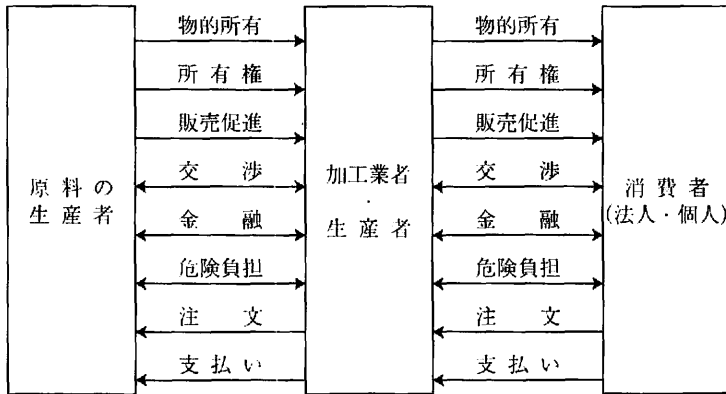 物的所有
所有権
販売促進
交渉
金融
危険負担
注文
支払い
原料の
生産者
加工業者
・
生産者
物的所有
所有権
販売促進
交渉
金融
危険負担
注文
支払い
消費者
(法人・個人)